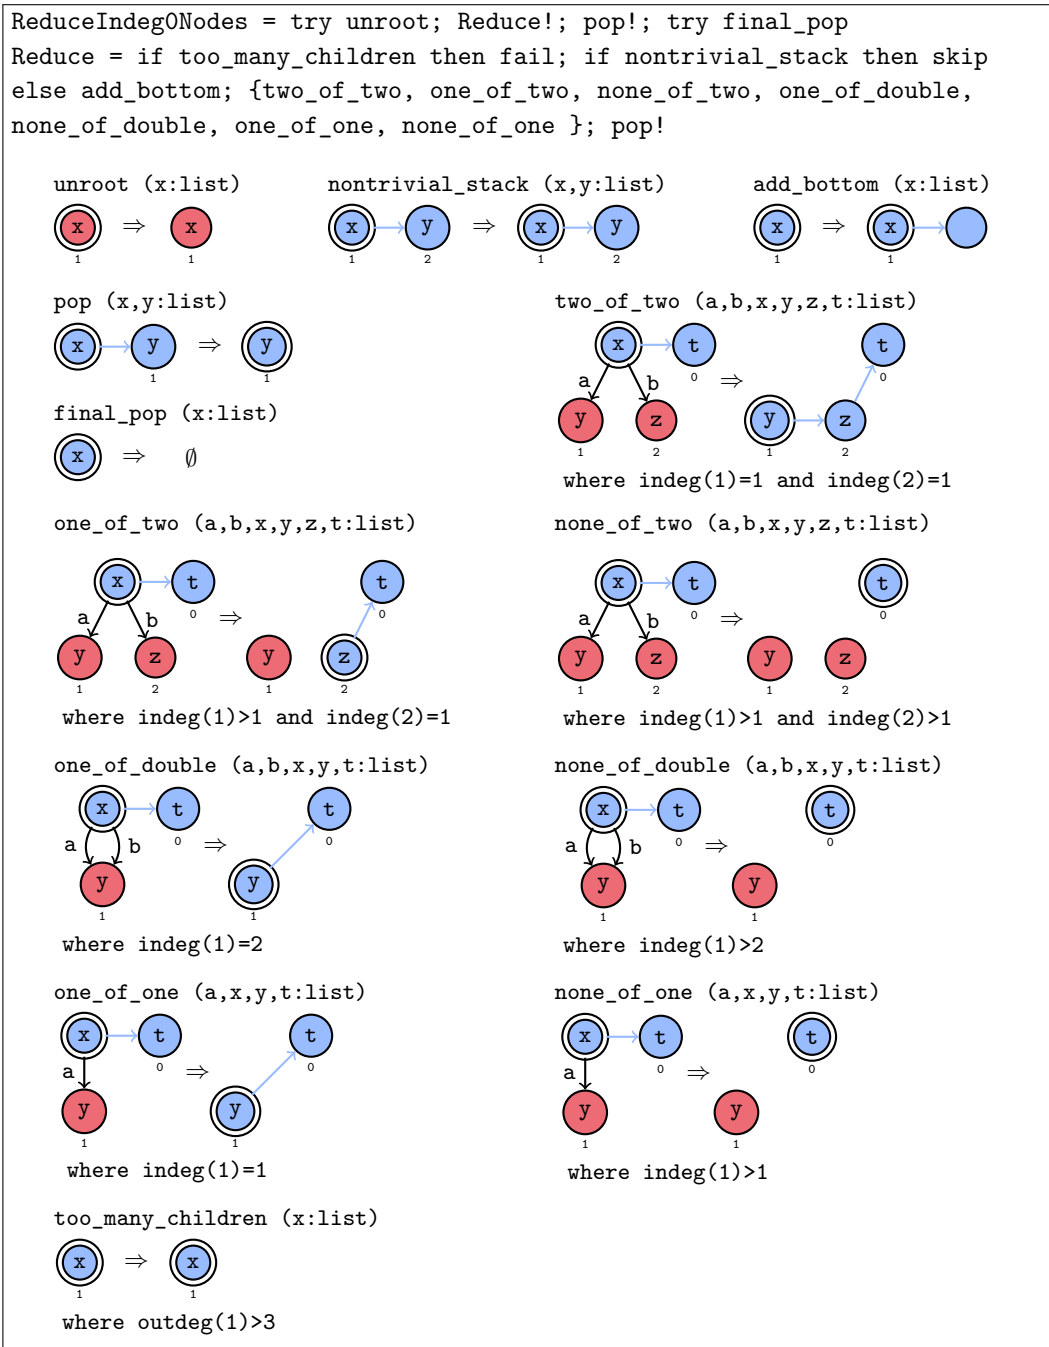 ReduceIndeg0Nodes = try unroot; Reduce!; pop!; try final_pop
Reduce = if too_many_children then fail; if nontrivial_stack then skip
else add_bottom; {two_of_two, one_of_two, none_of_two, one_of_double,
none_of_double, one_of_one, none_of_one }; pop!
unroot (x:list) nontrivial_stack (x,y:list) add_bottom (x:list)
x ⇒ x x y ⇒ x y x ⇒ x
1 1 1 2 1 2 1 1
pop (x,y:list) two_of_two (a,b,x,y,z,t:list)
x y ⇒ y x t t
1 1 0 ⇒ 0
final_pop (x:list) a b
x ⇒ ∅ y z y z
1 2 1 2
where indeg(1)=1 and indeg(2)=1
one_of_two (a,b,x,y,z,t:list) none_of_two (a,b,x,y,z,t:list)
x t t x t t
a b 0 ⇒ 0 a b 0 ⇒ 0
y z y z y z y z
1 2 1 2 1 2 1 2
where indeg(1)>1 and indeg(2)=1 where indeg(1)>1 and indeg(2)>1
one_of_double (a,b,x,y,t:list) none_of_double (a,b,x,y,t:list)
x t t x t t
a b 0 ⇒ 0 a b 0 ⇒ 0
y y y y
1 1 1 1
where indeg(1)=2 where indeg(1)>2
one_of_one (a,x,y,t:list) none_of_one (a,x,y,t:list)
x t t x t t
a 0 ⇒ 0 a 0 ⇒ 0
y y y y
1 1 1 1
where indeg(1)=1 where indeg(1)>1
too_many_children (x:list)
x ⇒ x
1 1
where outdeg(1)>3